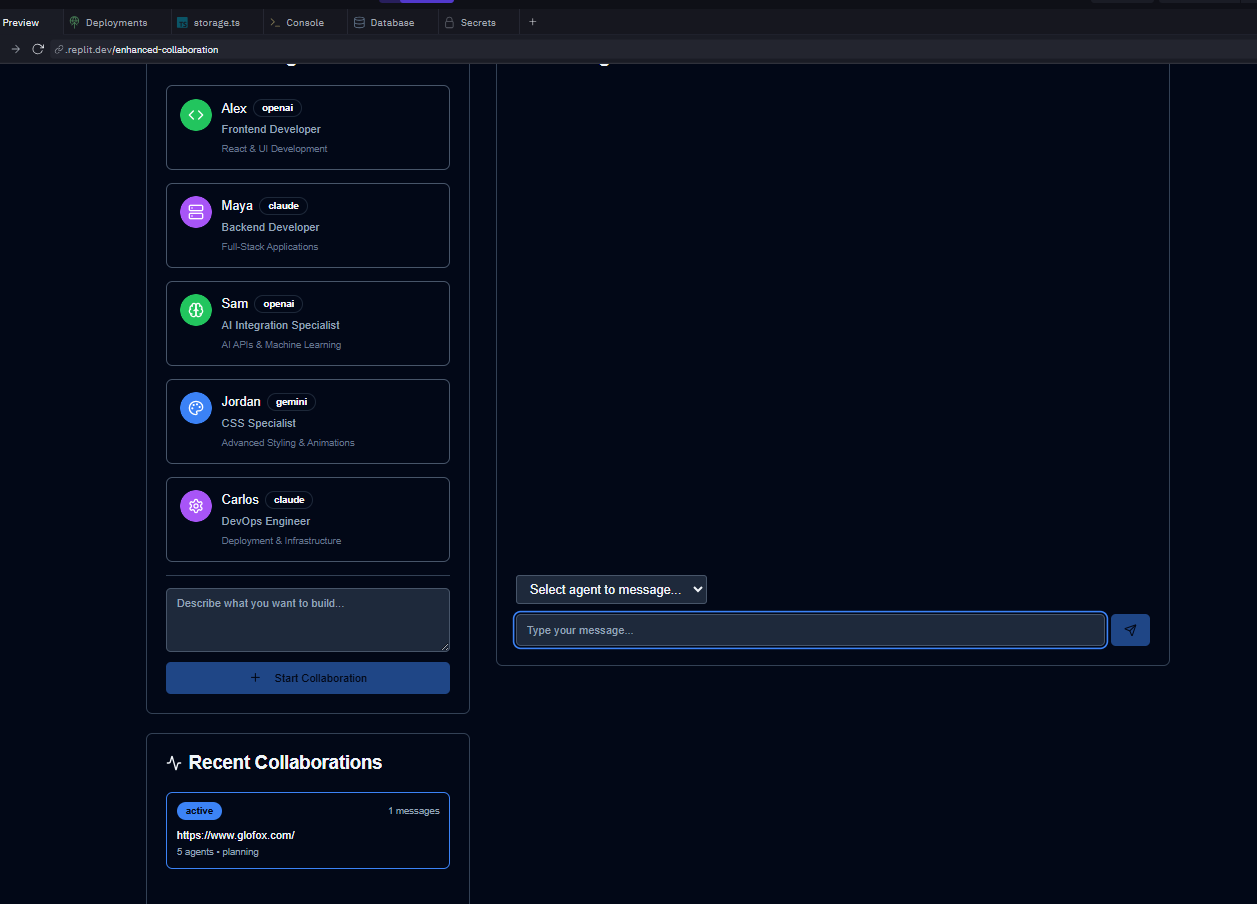 Preview
Deployments
storage.ts
Console
Database
Secrets
.replit.dev/enhanced-collaboration
Alex openai
Frontend Developer
React & UI Development
Maya claude
Backend Developer
Full-Stack Applications
Sam openai
AI Integration Specialist
AI APIs & Machine Learning
Jordan gemini
CSS Specialist
Advanced Styling & Animations
Carlos claude
DevOps Engineer
Deployment & Infrastructure
Describe what you want to build...
+ Start Collaboration
Select agent to message...
Type your message...
Recent Collaborations
active 1 messages
https://www.glofox.com/
5 agents • planning